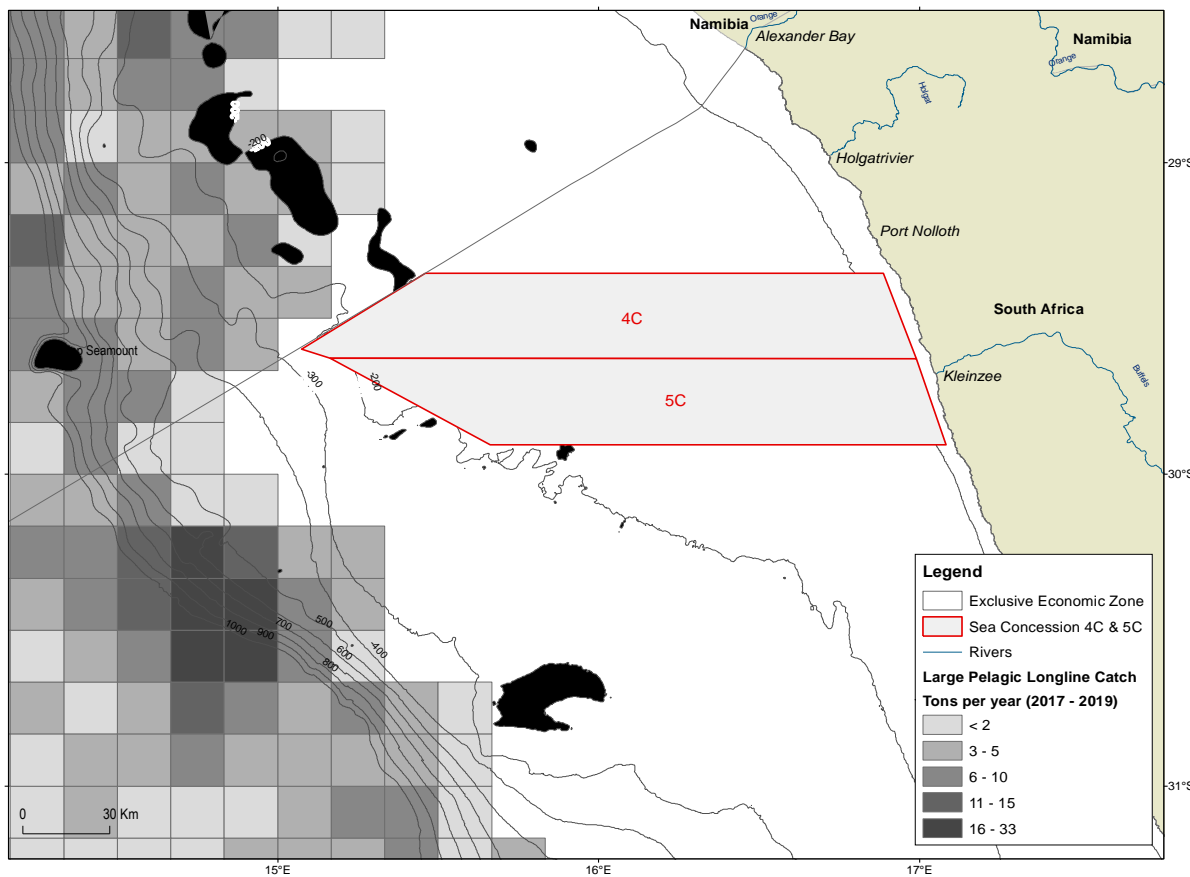 Namibia
Orange
Alexander Bay
Namibia
Orange
Holgat
-200
Holgatrivier
29°S
Port Nolloth
4C
South Africa
Seamount
-300
-200
Kleinzee
Buffels
5C
30°S
500
-400
700
1000
900
600
800
Legend
Exclusive Economic Zone
Sea Concession 4C & 5C
Rivers
Large Pelagic Longline Catch
Tons per year (2017 - 2019)
< 2
3 - 5
6 - 10
11 - 15
16 - 33
31°S
0 30 Km
15°E 16°E 17°E